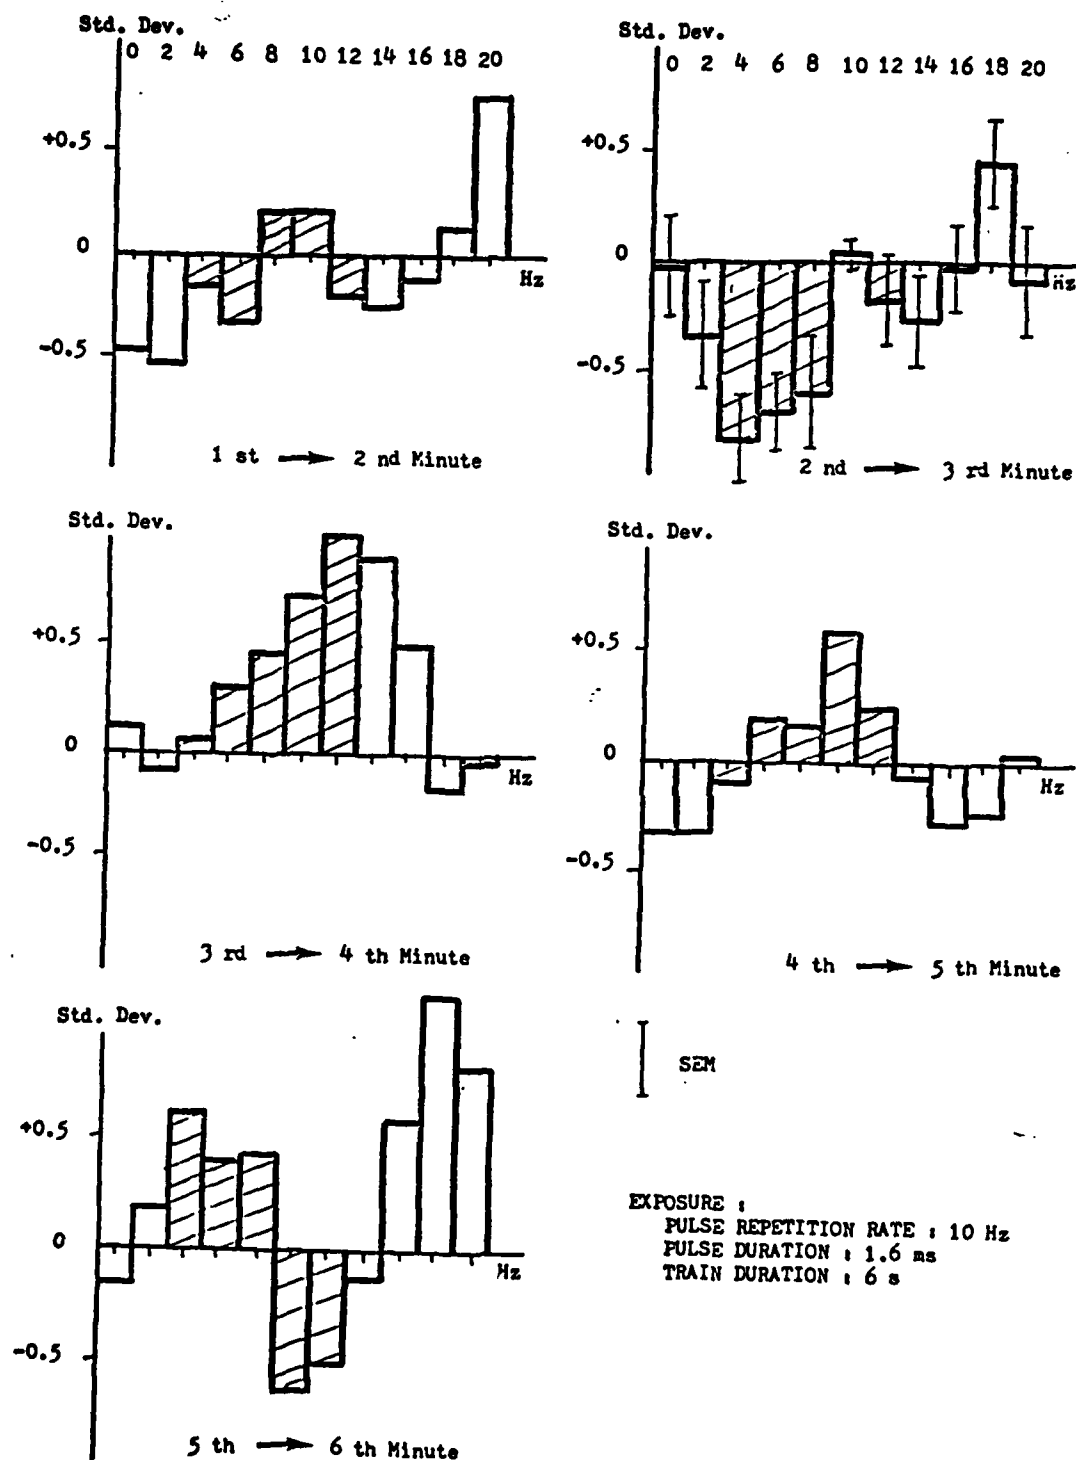 Std. Dev.
0 2 4 6 8 10 12 14 16 18 20
+0.5
0
-0.5
Hz
1 st → 2 nd Minute
Std. Dev.
0 2 4 6 8 10 12 14 16 18 20
+0.5
0
-0.5
Hz
2 nd → 3 rd Minute
Std. Dev.
+0.5
0
-0.5
Hz
3 rd → 4 th Minute
Std. Dev.
+0.5
0
-0.5
Hz
4 th → 5 th Minute
Std. Dev.
+0.5
0
-0.5
Hz
5 th → 6 th Minute
SEM
EXPOSURE :
PULSE REPETITION RATE : 10 Hz
PULSE DURATION : 1.6 ms
TRAIN DURATION : 6 s